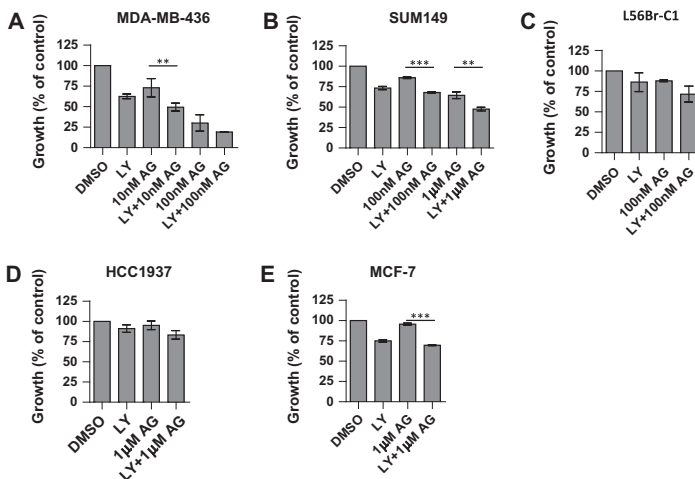 A
MDA-MB-436
Growth (% of control)
125
100
75
50
25
0
**
DMSO
LY
10nM AG
LY+10nM AG
100nM AG
LY+100nM AG
B
SUM149
Growth (% of control)
125
100
75
50
25
0
***
**
DMSO
LY
100nM AG
LY+100nM AG
1μM AG
LY+1μM AG
C
L56Br-C1
Growth (% of control)
125
100
75
50
25
0
DMSO
LY
100nM AG
LY+100nM AG
D
HCC1937
Growth (% of control)
125
100
75
50
25
0
DMSO
LY
1μM AG
LY+1μM AG
E
MCF-7
Growth (% of control)
125
100
75
50
25
0
***
DMSO
LY
1μM AG
LY+1μM AG